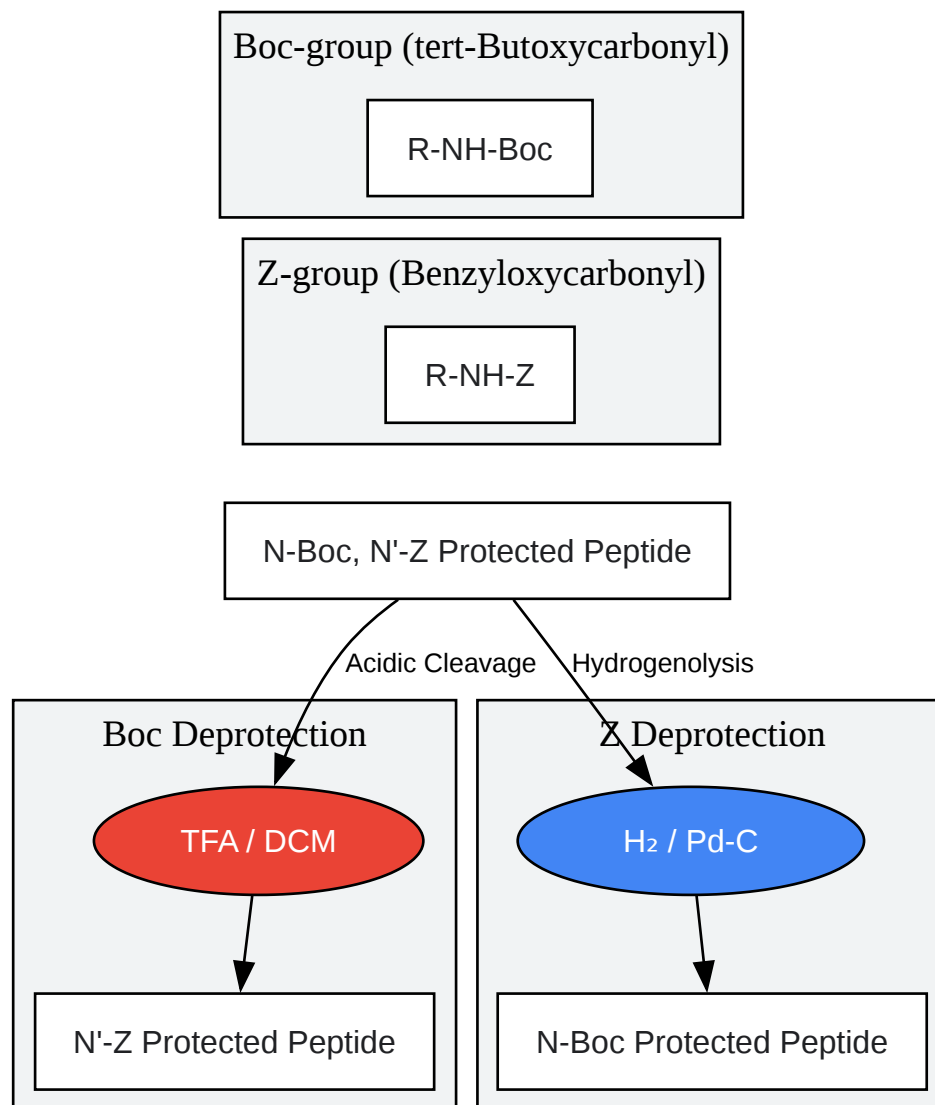 Boc-group (tert-Butoxycarbonyl)
R-NH-Boc
Z-group (Benzyloxycarbonyl)
R-NH-Z
N-Boc, N'-Z Protected Peptide
Acidic Cleavage
Hydrogenolysis
Boc Deprotection
Z Deprotection
TFA / DCM
H₂ / Pd-C
N'-Z Protected Peptide
N-Boc Protected Peptide